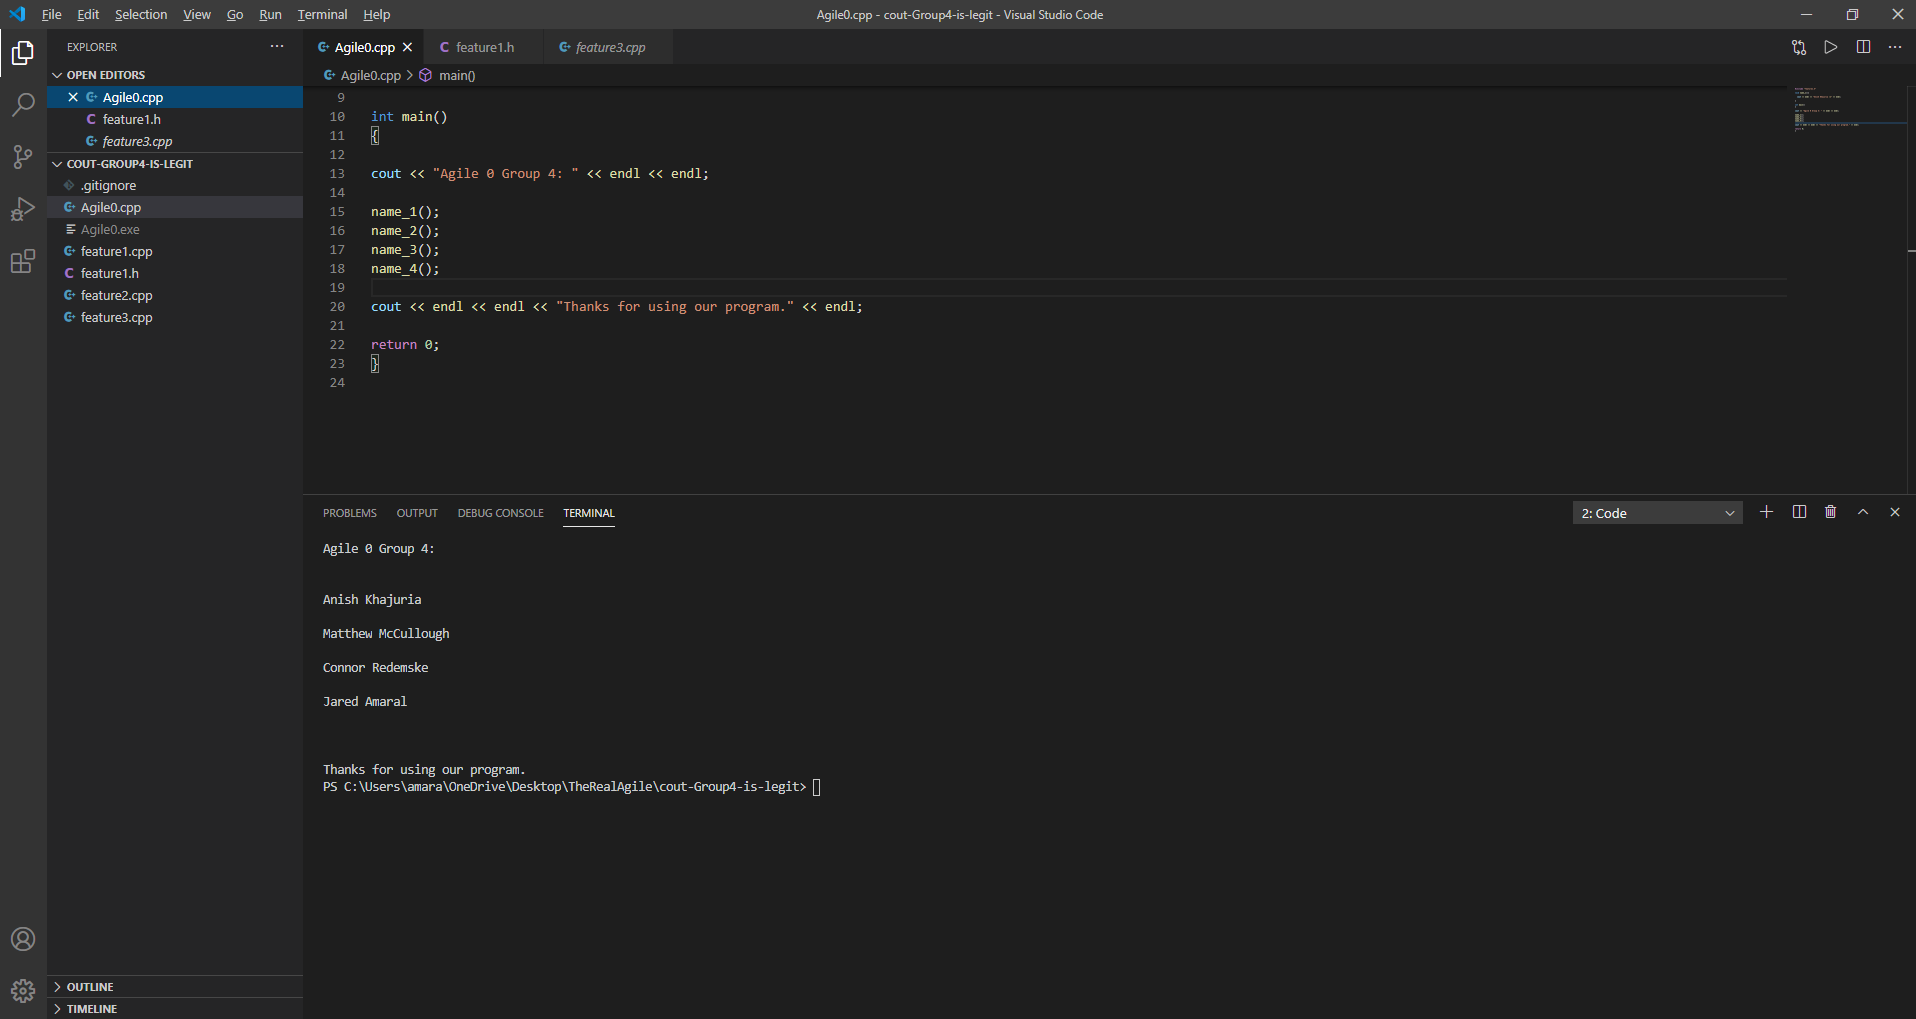 File Edit Selection View Go Run Terminal Help
Agile0.cpp - cout-Group4-is-legit - Visual Studio Code
EXPLORER
OPEN EDITORS
Agile0.cpp
feature1.h
feature3.cpp
COUT-GROUP4-IS-LEGIT
.gitignore
Agile0.cpp
Agile0.exe
feature1.cpp
feature1.h
feature2.cpp
feature3.cpp
OUTLINE
TIMELINE
Agile0.cpp feature1.h feature3.cpp
Agile0.cpp > main()
9
10 int main()
11 {
12
13 cout << "Agile 0 Group 4: " << endl << endl;
14
15 name_1();
16 name_2();
17 name_3();
18 name_4();
19
20 cout << endl << endl << "Thanks for using our program." << endl;
21
22 return 0;
23 }
24
PROBLEMS OUTPUT DEBUG CONSOLE TERMINAL
2: Code
Agile 0 Group 4:
Anish Khajuria
Matthew McCullough
Connor Redemske
Jared Amaral
Thanks for using our program.
PS C:\Users\amara\OneDrive\Desktop\TheRealAgile\cout-Group4-is-legit>